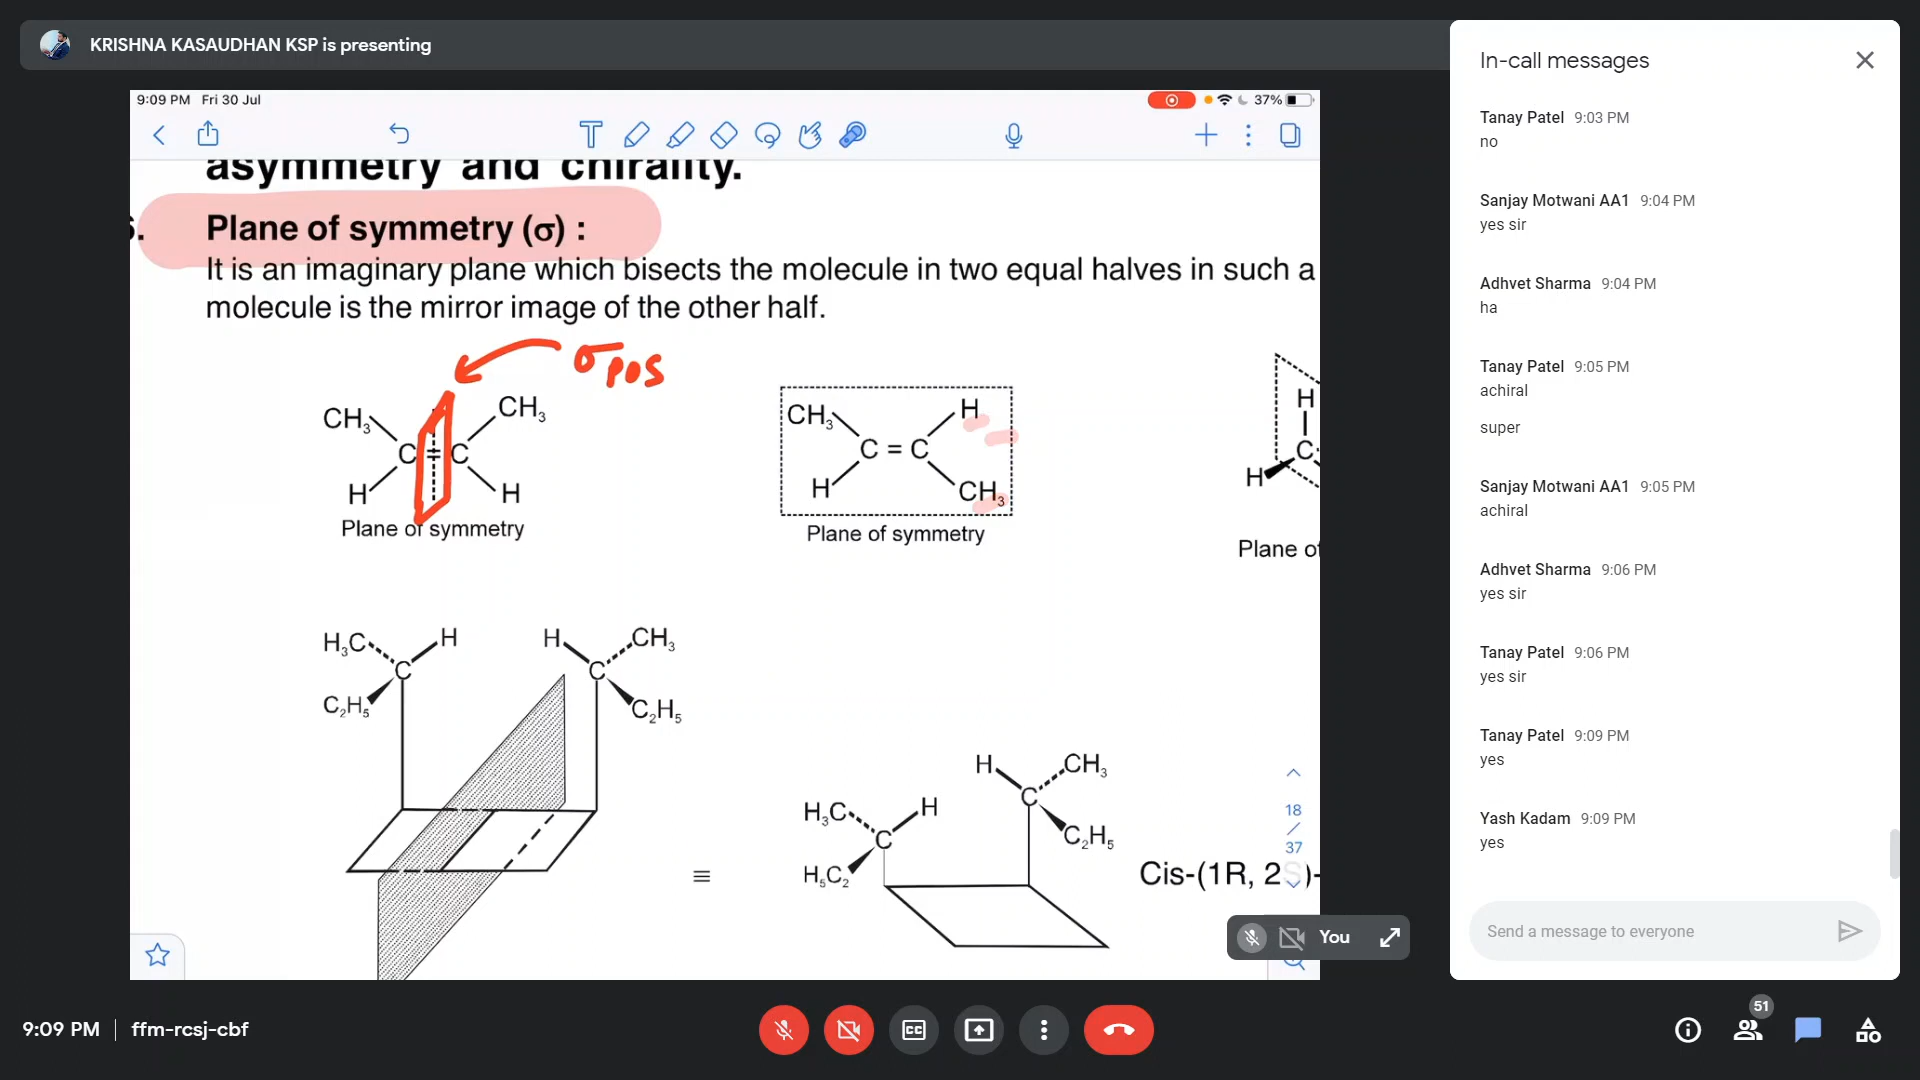 KRISHNA KASAUDHAN KSP is presenting
9:09 PM Fri 30 Jul
37%
asymmetry and chirality.
Plane of symmetry (σ) :
It is an imaginary plane which bisects the molecule in two equal halves in such a
molecule is the mirror image of the other half.
σ POS
CH₃ CH₃
C = C
H H
Plane of symmetry
CH₃ H
C = C
H CH₃
Plane of symmetry
H
C
H
Plane of
H₃C H H CH₃
C C
C₂H₅ C₂H₅
H CH₃
H₃C H C
C C₂H₅
H₅C₂
≡
Cis-(1R, 2S)-
18
/
37
You
In-call messages
Tanay Patel 9:03 PM
no
Sanjay Motwani AA1 9:04 PM
yes sir
Adhvet Sharma 9:04 PM
ha
Tanay Patel 9:05 PM
achiral
super
Sanjay Motwani AA1 9:05 PM
achiral
Adhvet Sharma 9:06 PM
yes sir
Tanay Patel 9:06 PM
yes sir
Tanay Patel 9:09 PM
yes
Yash Kadam 9:09 PM
yes
Send a message to everyone
9:09 PM | ffm-rcsj-cbf
CC
51